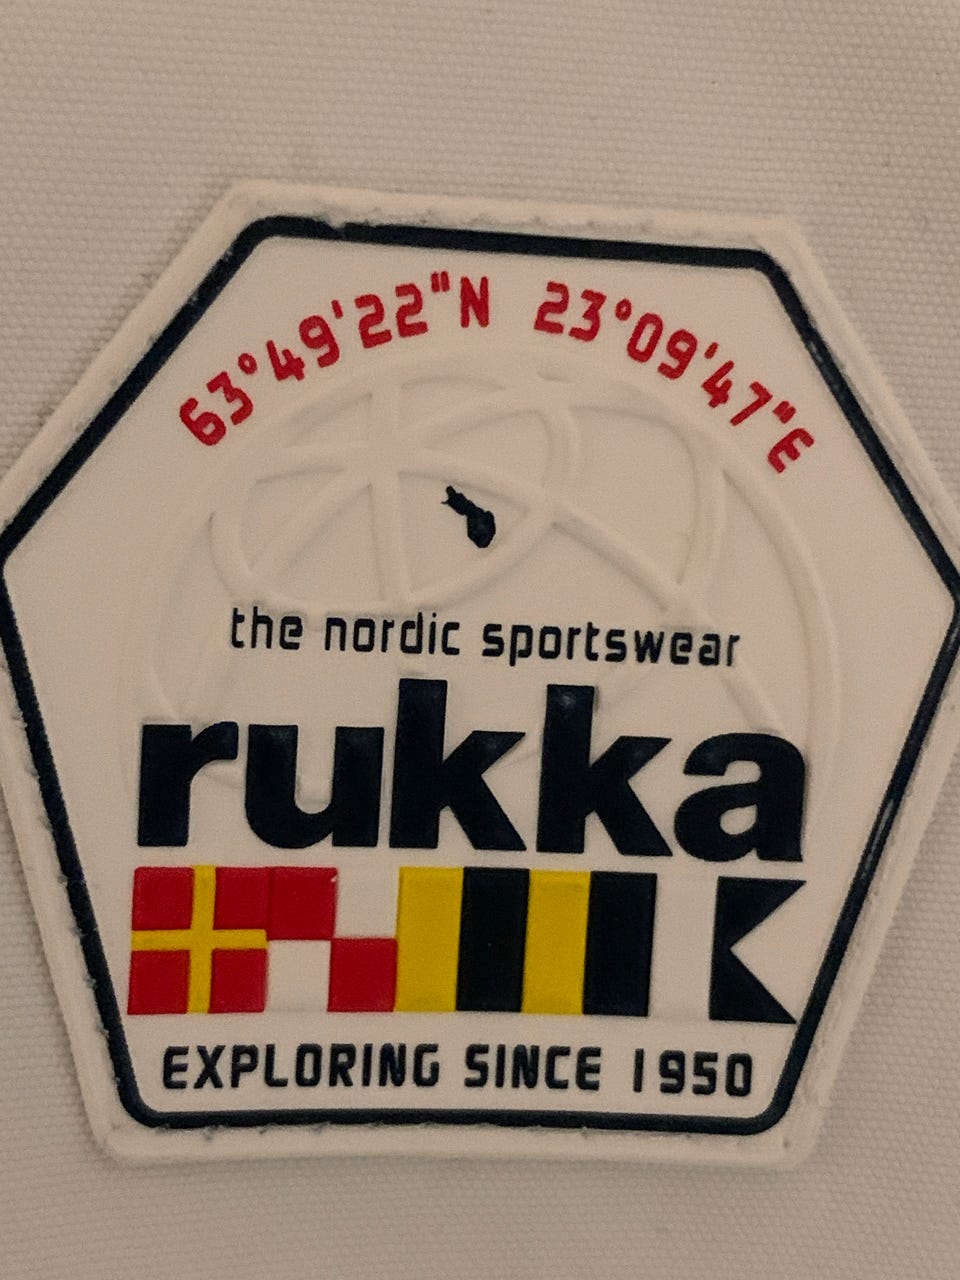 63°49'22"N 23°09'47"E
the nordic sportswear
rukka
EXPLORING SINCE 1950